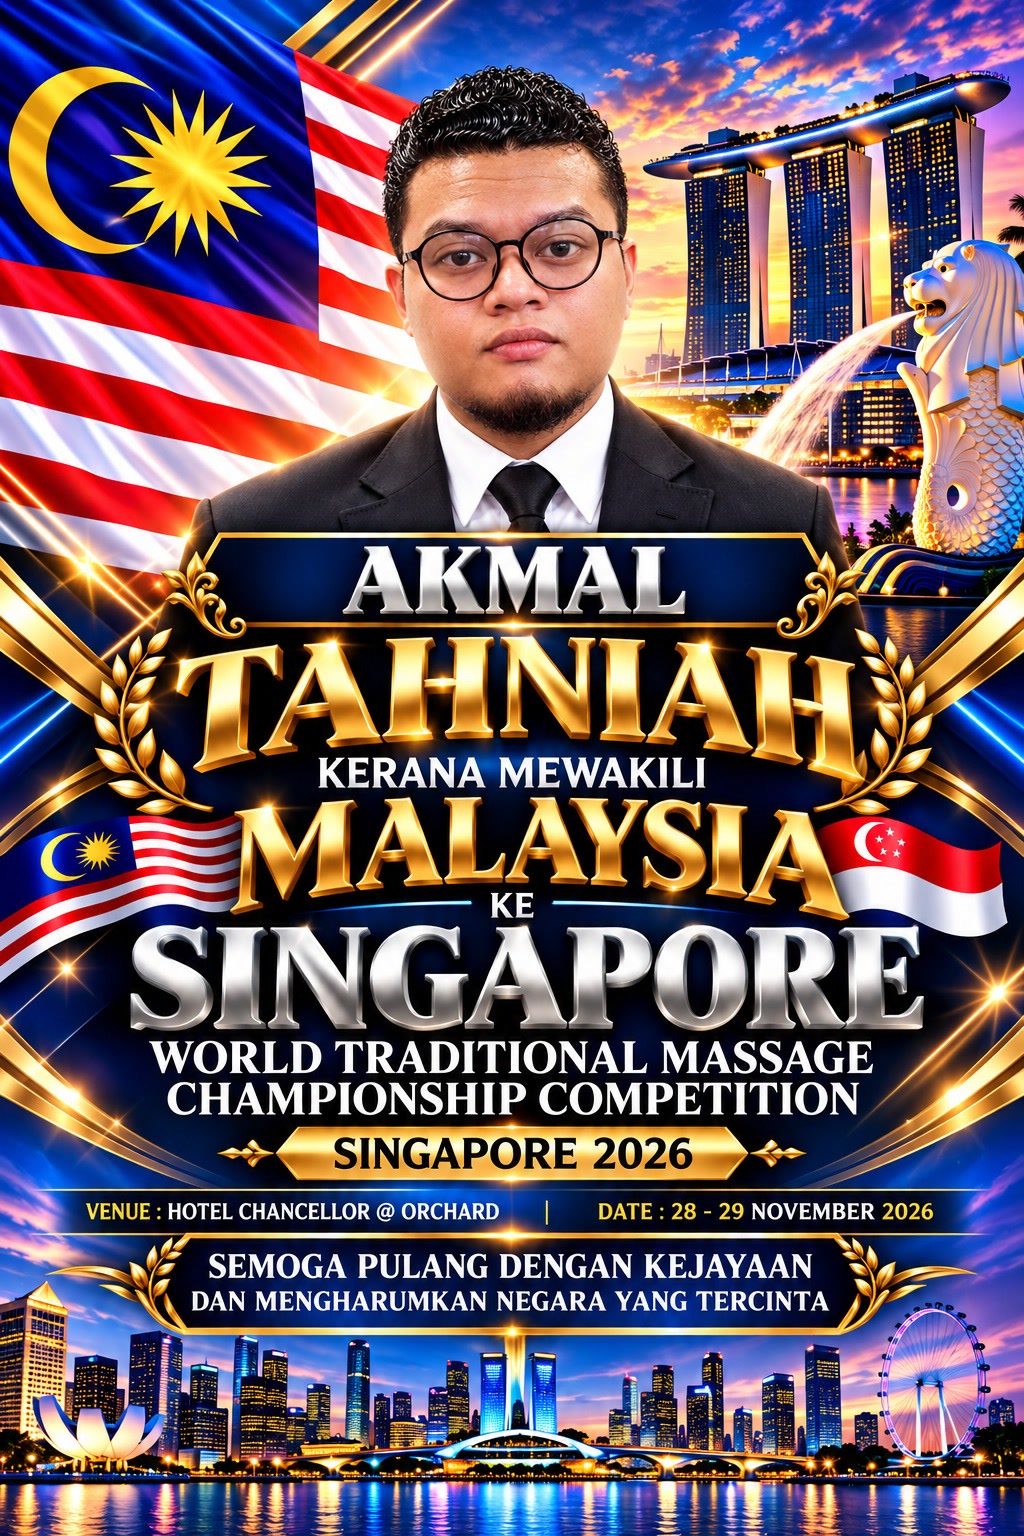 AKMAL
TAHNIAH
KERANA MEWAKILI
MALAYSIA
KE
SINGAPORE
WORLD TRADITIONAL MASSAGE
CHAMPIONSHIP COMPETITION
SINGAPORE 2026
VENUE : HOTEL CHANCELLOR @ ORCHARD | DATE : 28 - 29 NOVEMBER 2026
SEMOGA PULANG DENGAN KEJAYAAN
DAN MENGHARUMKAN NEGARA YANG TERCINTA